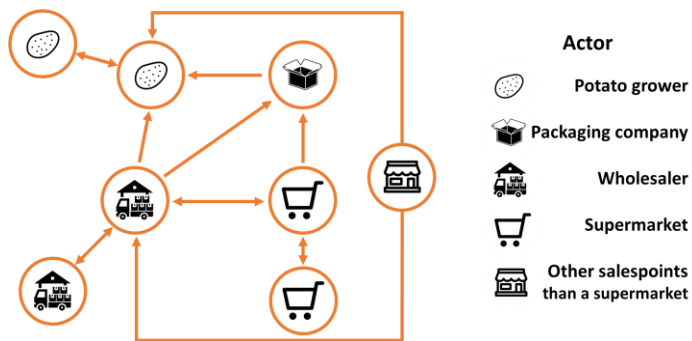 Actor
Potato grower
Packaging company
Wholesaler
Supermarket
Other salespoints
than a supermarket